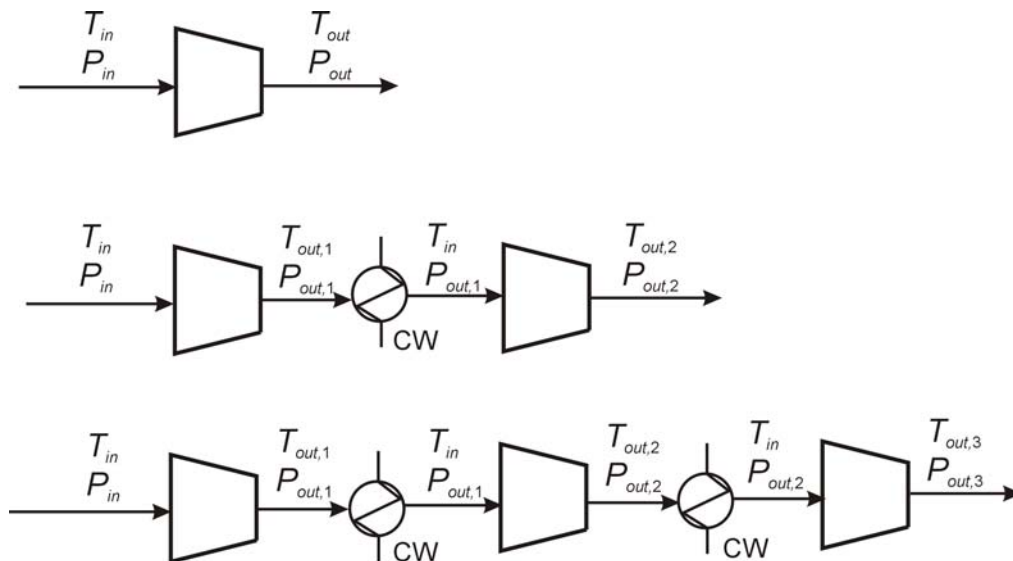 T_in T_out
P_in P_out
T_in T_out,1 T_in T_out,2
P_in P_out,1 P_out,1 P_out,2
CW
T_in T_out,1 T_in T_out,2 T_in T_out,3
P_in P_out,1 P_out,1 P_out,2 P_out,2 P_out,3
CW CW